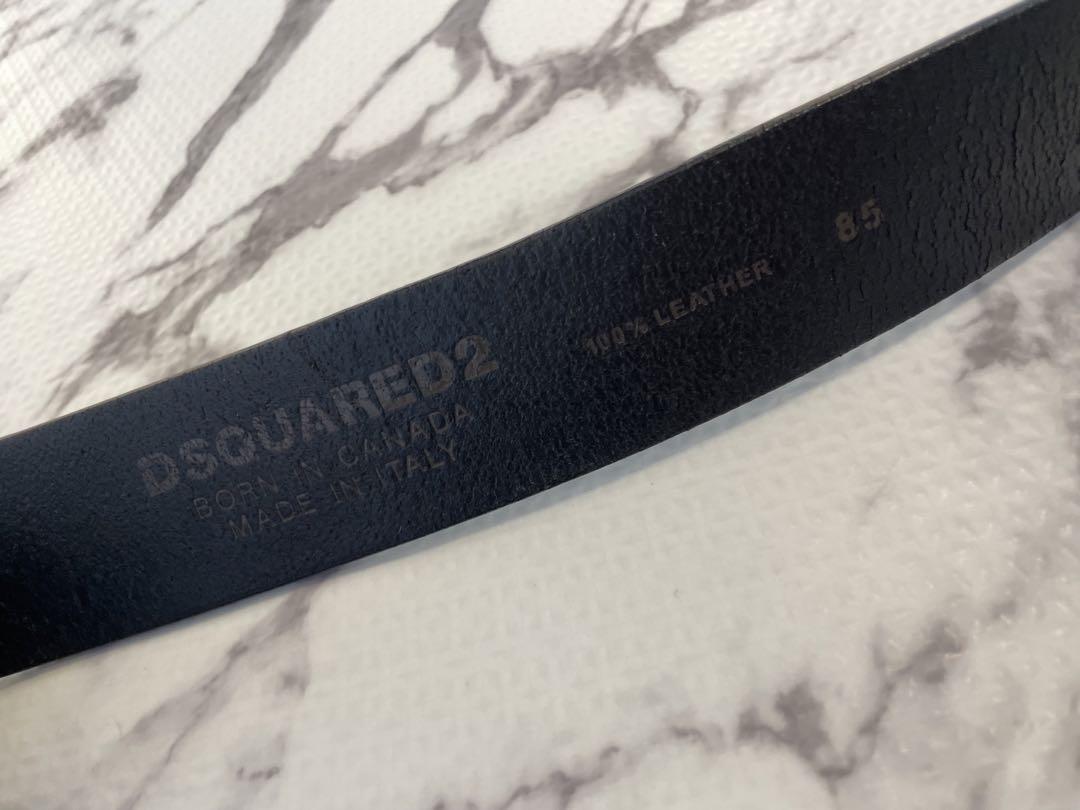 DSQUARED2
BORN IN CANADA
MADE IN ITALY
100% LEATHER
85